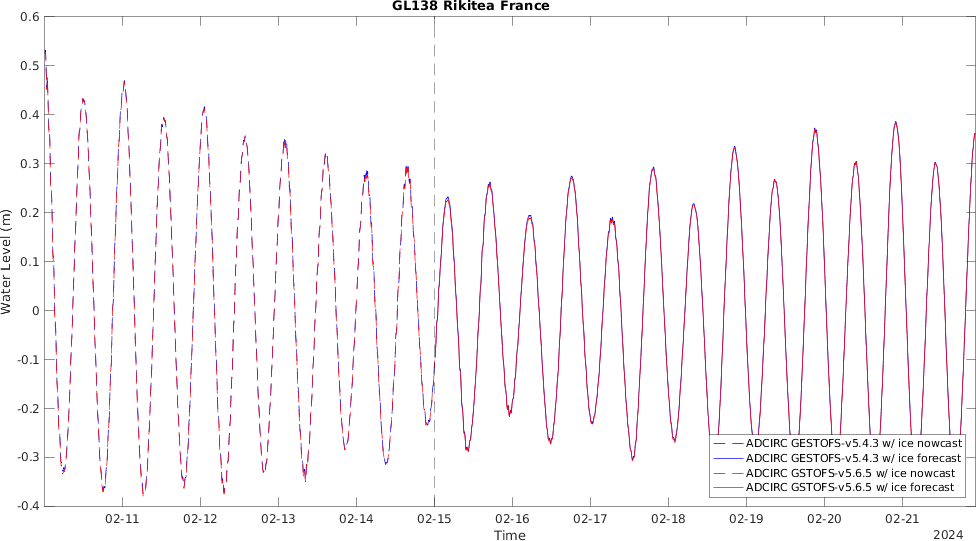 GL138 Rikitea France
0.6
0.5
0.4
0.3
0.2
0.1
0
-0.1
-0.2
-0.3
-0.4
Water Level (m)
ADCIRC GESTOFS-v5.4.3 w/ ice nowcast
ADCIRC GESTOFS-v5.4.3 w/ ice forecast
ADCIRC GSTOFS-v5.6.5 w/ ice nowcast
ADCIRC GSTOFS-v5.6.5 w/ ice forecast
02-11 02-12 02-13 02-14 02-15 02-16 02-17 02-18 02-19 02-20 02-21
Time
2024